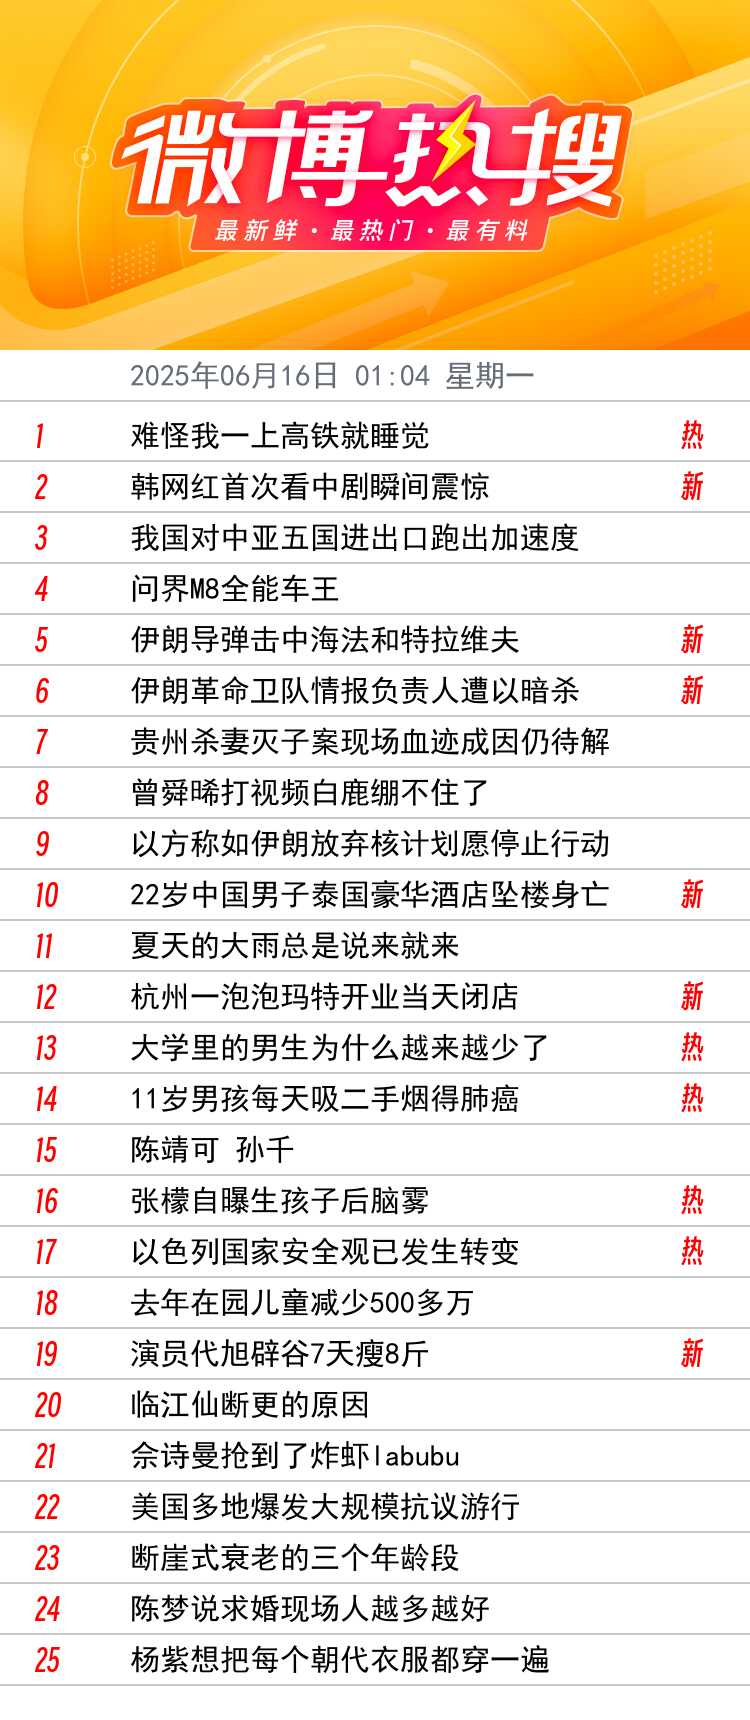 微博热搜
最新鲜·最热门·最有料
2025年06月16日 01:04 星期一
1 难怪我一上高铁就睡觉 热
2 韩网红首次看中剧瞬间震惊 新
3 我国对中亚五国进出口跑出加速度
4 问界M8全能车王
5 伊朗导弹击中海法和特拉维夫 新
6 伊朗革命卫队情报负责人遭以暗杀 新
7 贵州杀妻灭子案现场血迹成因仍待解
8 曾舜晞打视频白鹿绷不住了
9 以方称如伊朗放弃核计划愿停止行动
10 22岁中国男子泰国豪华酒店坠楼身亡 新
11 夏天的大雨总是说来就来
12 杭州一泡泡玛特开业当天闭店 新
13 大学里的男生为什么越来越少了 热
14 11岁男孩每天吸二手烟得肺癌 热
15 陈靖可 孙千
16 张檬自曝生孩子后脑雾 热
17 以色列国家安全观已发生转变 热
18 去年在园儿童减少500多万
19 演员代旭辟谷7天瘦8斤 新
20 临江仙断更的原因
21 佘诗曼抢到了炸虾labubu
22 美国多地爆发大规模抗议游行
23 断崖式衰老的三个年龄段
24 陈梦说求婚现场人越多越好
25 杨紫想把每个朝代衣服都穿一遍